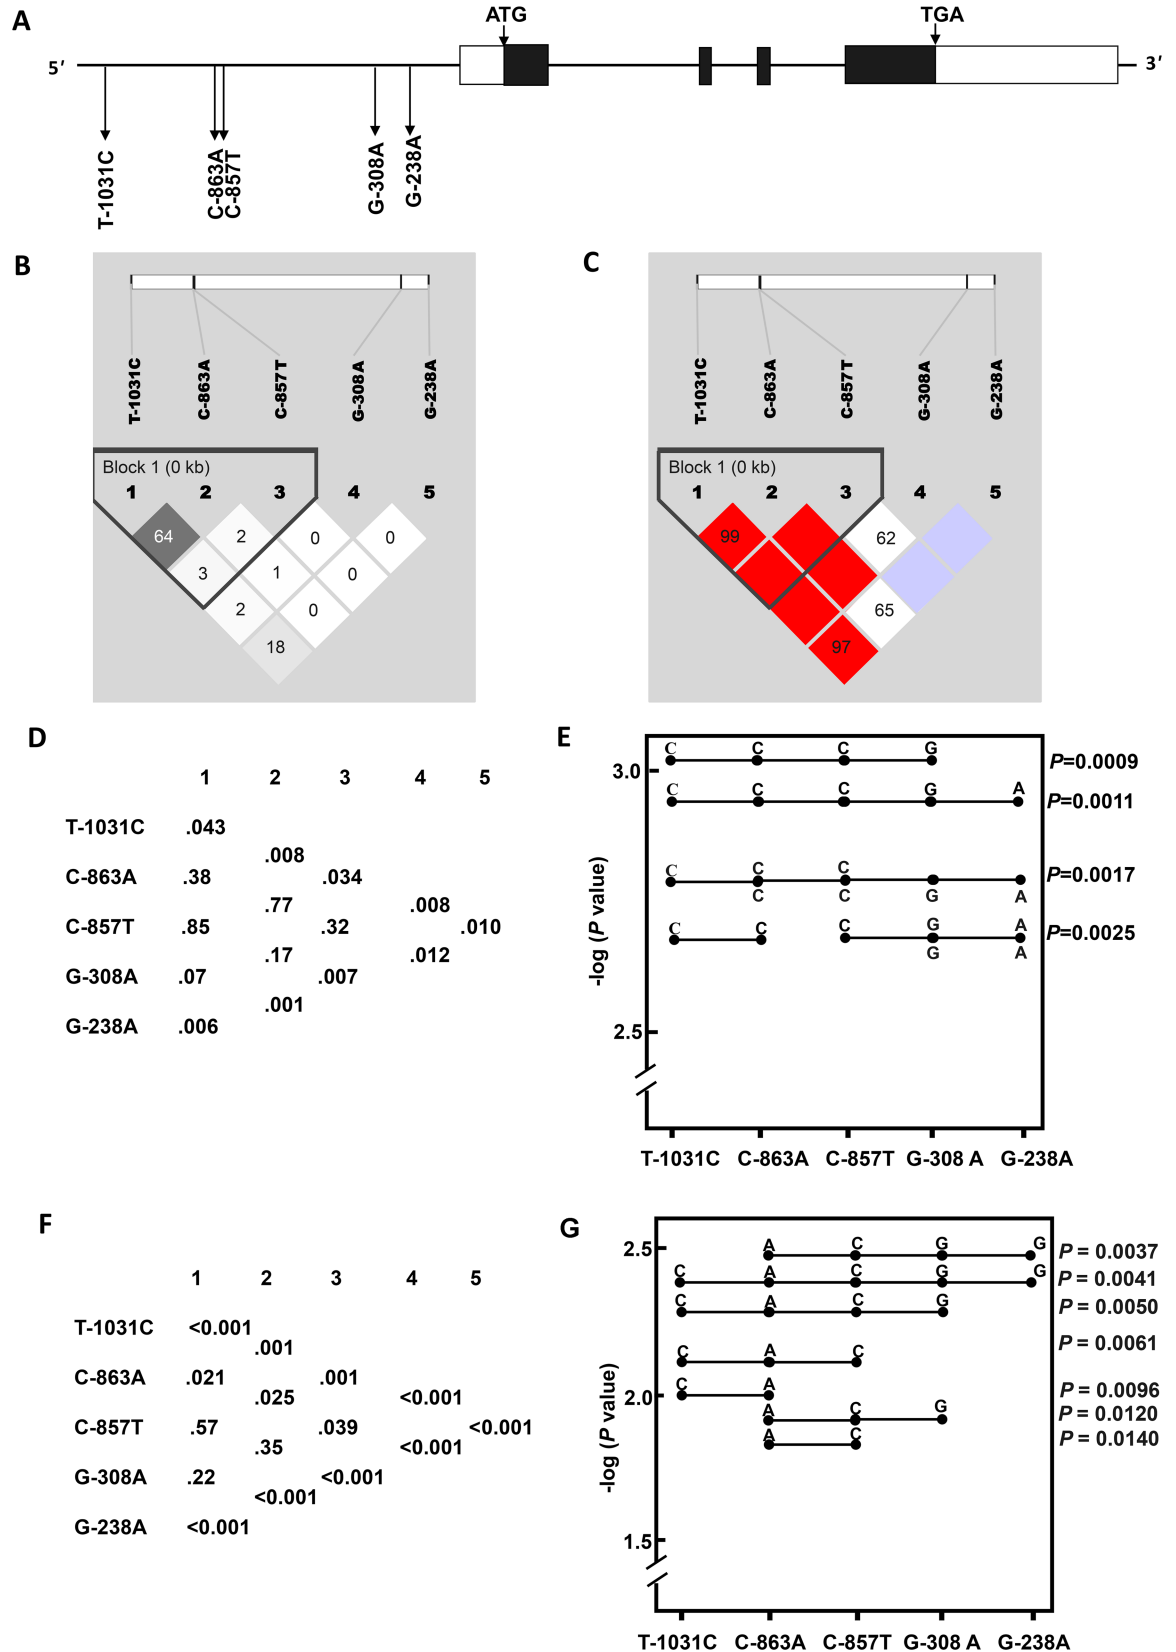 A
ATG
TGA
5′
3′
T-1031C
C-863A
C-857T
G-308A
G-238A
B
T-1031C
C-863A
C-857T
G-308A
G-238A
Block 1 (0 kb)
1 2 3 4 5
64 2 0 0
3 1 0
2 0
18
C
T-1031C
C-863A
C-857T
G-308A
G-238A
Block 1 (0 kb)
1 2 3 4 5
99 62
65
97
D
1 2 3 4 5
T-1031C .043
.008
C-863A .38 .034
.77 .008
C-857T .85 .32 .010
.17 .012
G-308A .07 .007
.001
G-238A .006
E
-log (P value)
3.0
2.5
C C C G P=0.0009
C C C G A P=0.0011
C C C P=0.0017
C C G A
C C C G A P=0.0025
G A
T-1031C C-863A C-857T G-308 A G-238A
F
1 2 3 4 5
T-1031C <0.001
.001
C-863A .021 .001
.025 <0.001
C-857T .57 .039 <0.001
.35 <0.001
G-308A .22 <0.001
<0.001
G-238A <0.001
G
-log (P value)
2.5
2.0
1.5
A C G G P = 0.0037
C A C G G P = 0.0041
C A C G P = 0.0050
C A C P = 0.0061
C A P = 0.0096
A C G P = 0.0120
A C P = 0.0140
T-1031C C-863A C-857T G-308 A G-238A